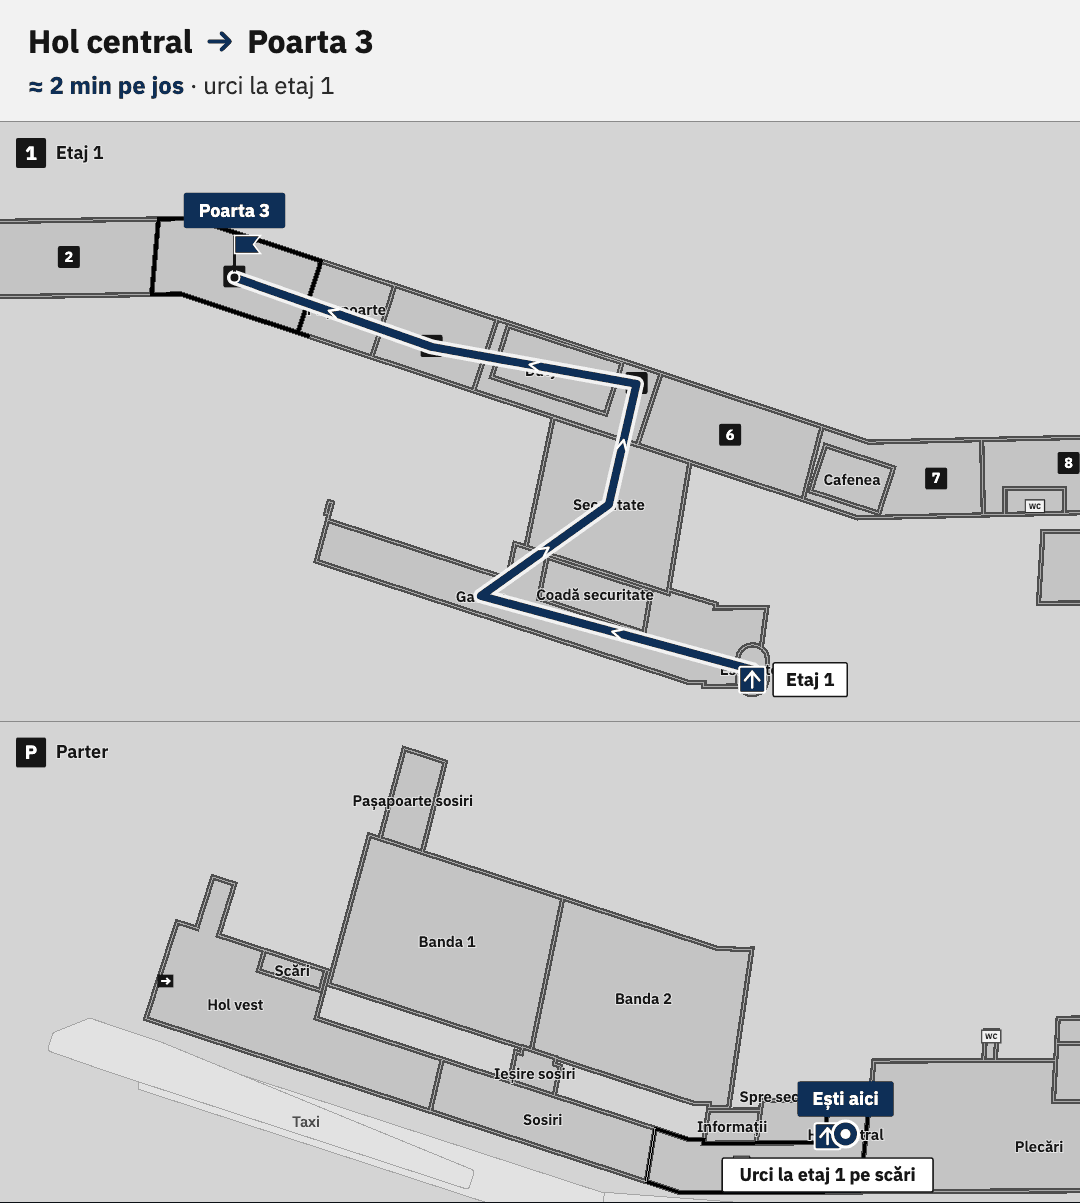 Hol central → Poarta 3
≈ 2 min pe jos · urci la etaj 1
1 Etaj 1
Poarta 3
2
6
Cafenea
7
8
WC
Coadă securitate
Etaj 1
P Parter
Pașapoarte sosiri
Banda 1
Scări
Banda 2
Hol vest
WC
Ieșire sosiri
Spre
Ești aici
Taxi
Sosiri
Informații
Plecări
Urci la etaj 1 pe scări